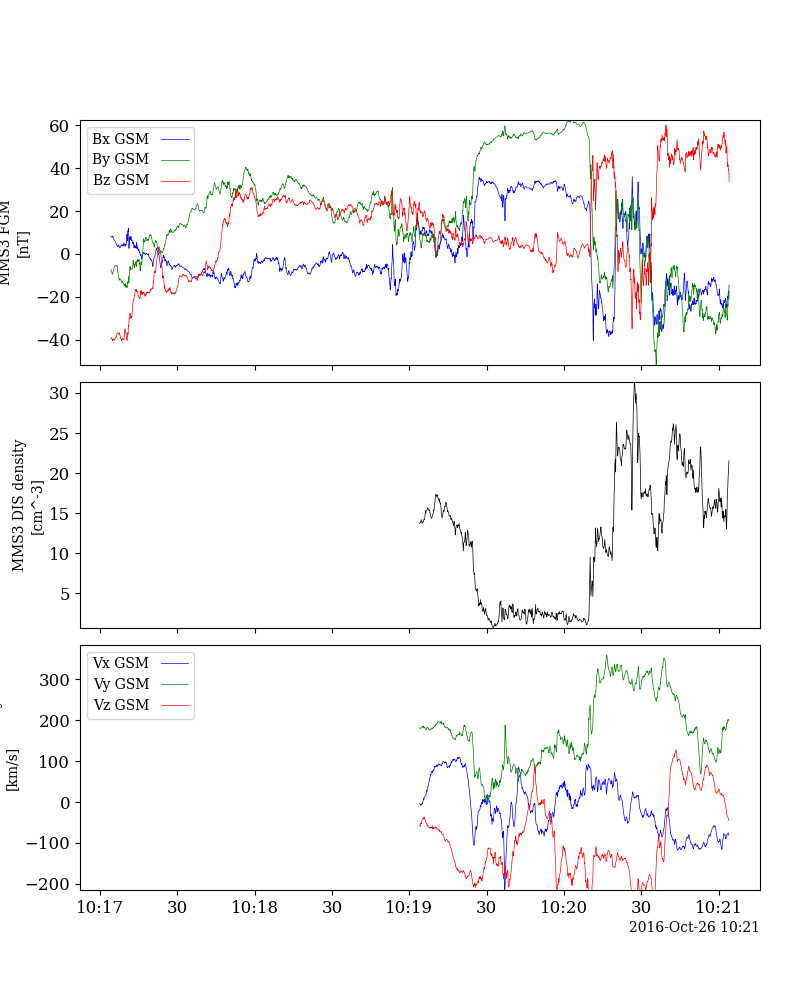 60
40
20
0
−20
−40
MMS3 FGM
[nT]
Bx GSM
By GSM
Bz GSM
30
25
20
15
10
5
MMS3 DIS density
[cm^-3]
300
200
100
0
−100
−200
[km/s]
Vx GSM
Vy GSM
Vz GSM
10:17
30
10:18
30
10:19
30
10:20
30
10:21
2016-Oct-26 10:21